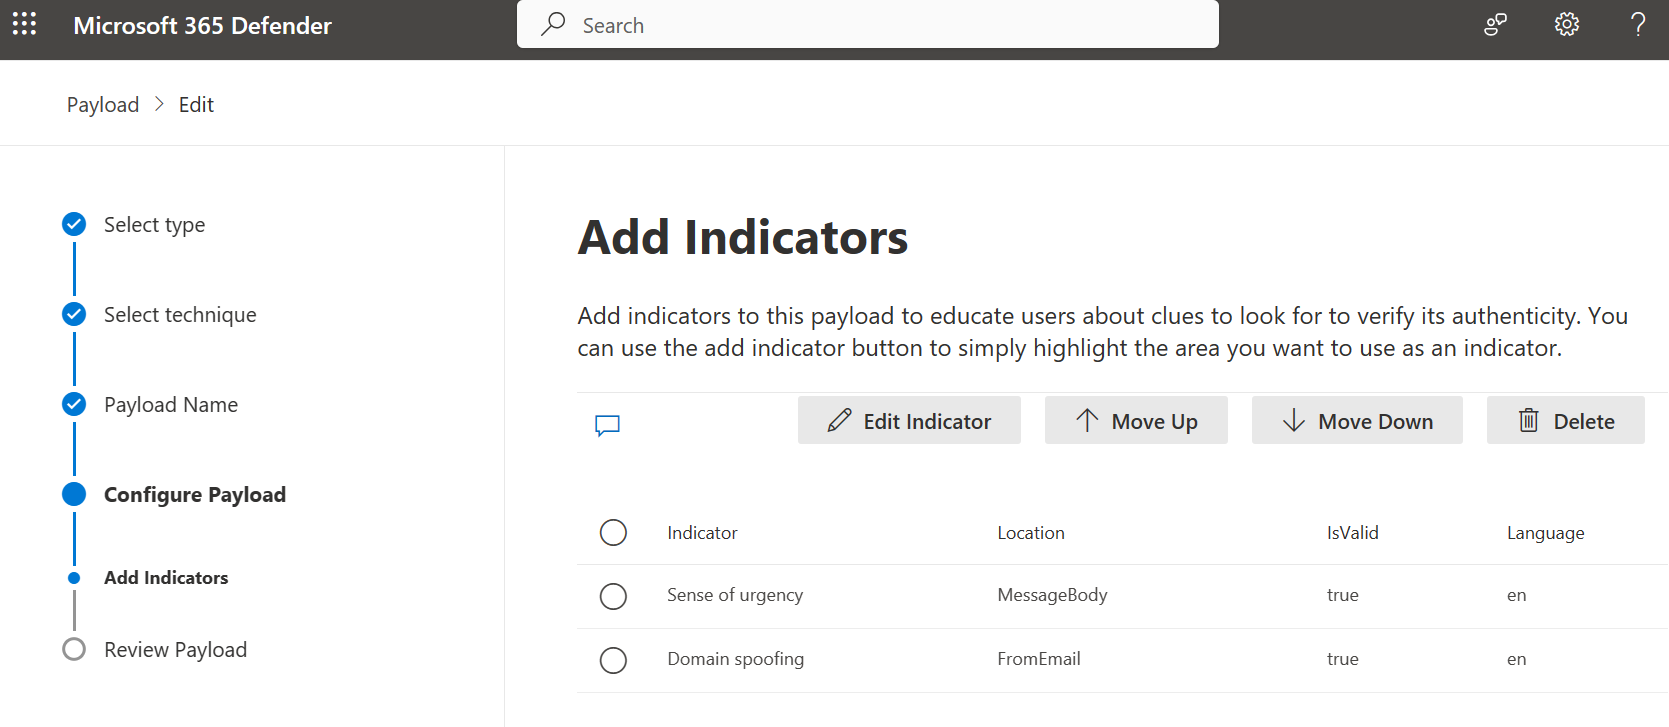 Microsoft 365 Defender
Search
Payload > Edit
Select type
Select technique
Payload Name
Configure Payload
Add Indicators
Review Payload
Add Indicators
Add indicators to this payload to educate users about clues to look for to verify its authenticity. You
can use the add indicator button to simply highlight the area you want to use as an indicator.
Edit Indicator Move Up Move Down Delete
Indicator Location IsValid Language
Sense of urgency MessageBody true en
Domain spoofing FromEmail true en